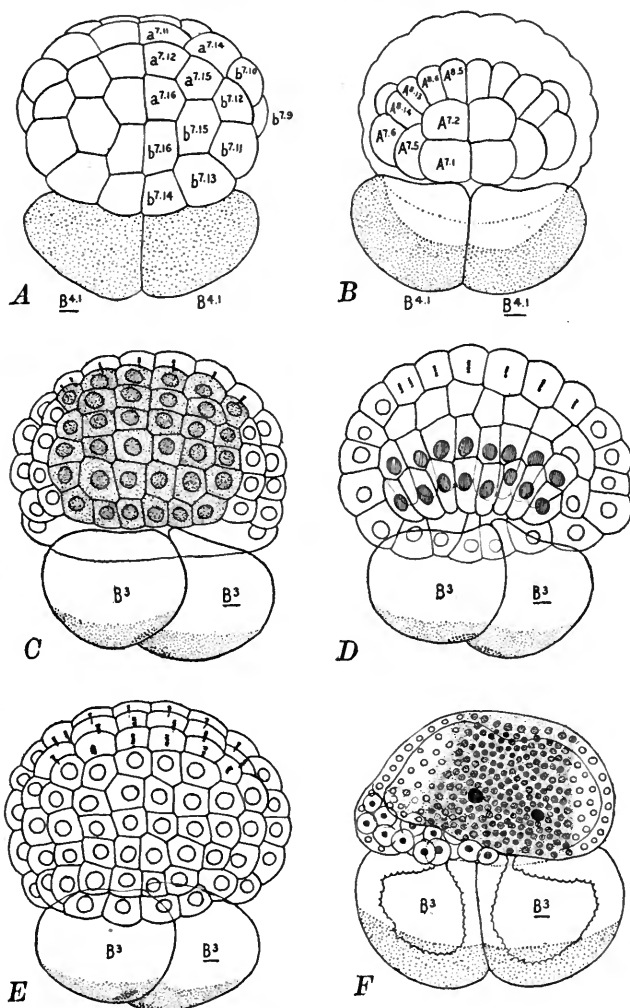 a7.11
a7.12
a7.14
a7.15
b7.10
a7.16
b7.12
b7.9
b7.16
b7.15
b7.11
b7.14
b7.13
A
B4.1
B4.1
A8.13
A8.6
A8.5
A8.14
A7.6
A7.5
A7.2
A7.1
B
B4.1
B4.1
C
B3
B3
D
B3
B3
E
B3
B3
F
B3
B3